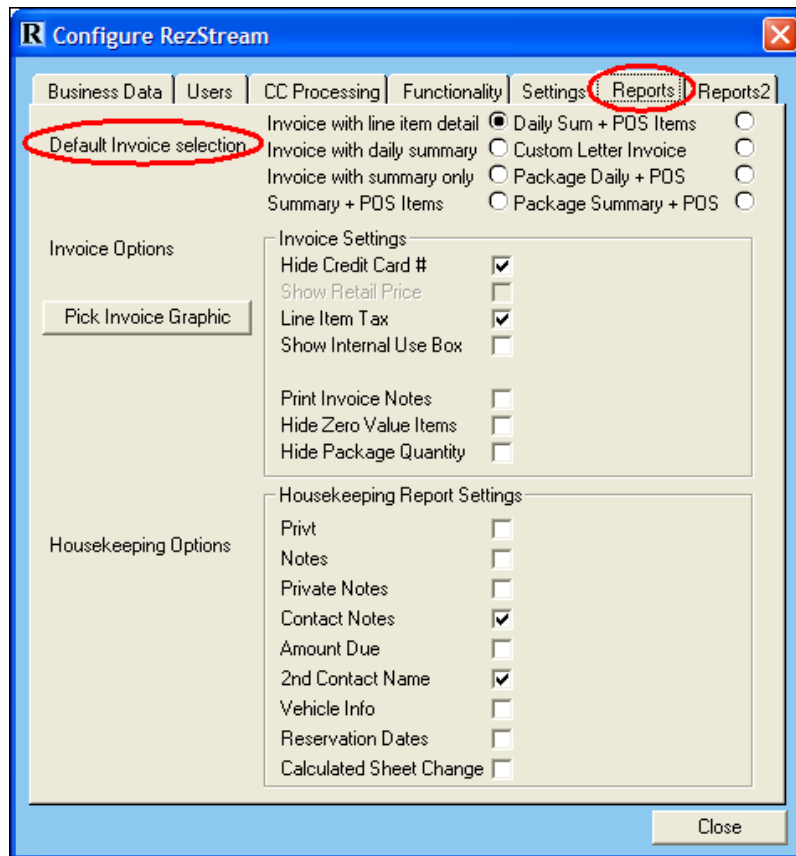 R Configure RezStream
Business Data Users CC Processing Functionality Settings Reports Reports2
Default Invoice selection
Invoice with line item detail Daily Sum + POS Items
Invoice with daily summary Custom Letter Invoice
Invoice with summary only Package Daily + POS
Summary + POS Items Package Summary + POS
Invoice Options
Pick Invoice Graphic
Invoice Settings
Hide Credit Card #
Show Retail Price
Line Item Tax
Show Internal Use Box
Print Invoice Notes
Hide Zero Value Items
Hide Package Quantity
Housekeeping Options
Housekeeping Report Settings
Privt
Notes
Private Notes
Contact Notes
Amount Due
2nd Contact Name
Vehicle Info
Reservation Dates
Calculated Sheet Change
Close